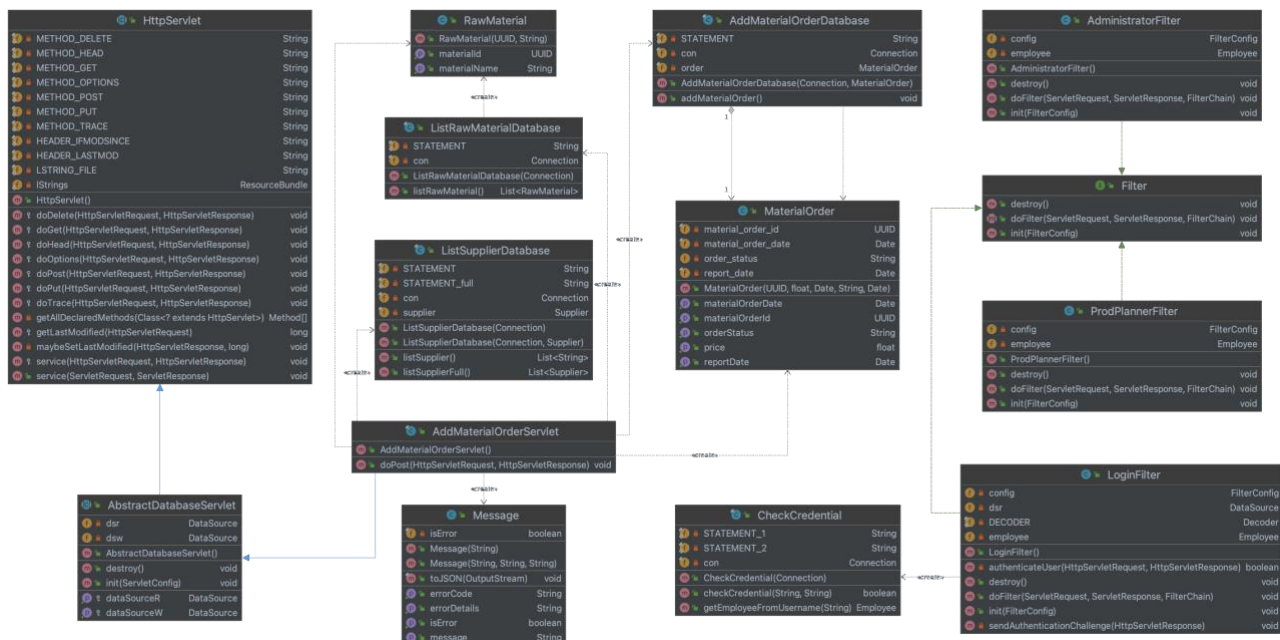 HttpServlet
METHOD_DELETE String
METHOD_HEAD String
METHOD_GET String
METHOD_OPTIONS String
METHOD_POST String
METHOD_PUT String
METHOD_TRACE String
HEADER_IFMODSINCE String
HEADER_LASTMOD String
LSTRING_FILE String
lStrings ResourceBundle
HttpServlet()
doDelete(HttpServletRequest, HttpServletResponse) void
doGet(HttpServletRequest, HttpServletResponse) void
doHead(HttpServletRequest, HttpServletResponse) void
doOptions(HttpServletRequest, HttpServletResponse) void
doPost(HttpServletRequest, HttpServletResponse) void
doPut(HttpServletRequest, HttpServletResponse) void
doTrace(HttpServletRequest, HttpServletResponse) void
getAllDeclaredMethods(Class<? extends HttpServlet>) Method[]
getLastModified(HttpServletRequest) long
maybeSetLastModified(HttpServletResponse, long) void
service(HttpServletRequest, HttpServletResponse) void
service(ServletRequest, ServletResponse) void
AbstractDatabaseServlet
dsr DataSource
dsw DataSource
AbstractDatabaseServlet()
destroy() void
init(ServletConfig) void
dataSourceR DataSource
dataSourceW DataSource
RawMaterial
RawMaterial(UUID, String)
materialId UUID
materialName String
«create»
ListRawMaterialDatabase
STATEMENT String
con Connection
ListRawMaterialDatabase(Connection)
listRawMaterial() List<RawMaterial>
«create»
ListSupplierDatabase
STATEMENT String
STATEMENT_full String
con Connection
supplier Supplier
ListSupplierDatabase(Connection)
ListSupplierDatabase(Connection, Supplier)
listSupplier() List<String>
listSupplierFull() List<Supplier>
«create»
«create»
«create»
AddMaterialOrderServlet
AddMaterialOrderServlet()
doPost(HttpServletRequest, HttpServletResponse) void
«create»
«create»
Message
isError boolean
Message(String)
Message(String, String, String)
toJSON(OutputStream) void
errorCode String
errorDetails String
isError boolean
message String
AddMaterialOrderDatabase
STATEMENT String
con Connection
order MaterialOrder
AddMaterialOrderDatabase(Connection, MaterialOrder)
addMaterialOrder() void
1
1
MaterialOrder
material_order_id UUID
material_order_date Date
order_status String
report_date Date
MaterialOrder(UUID, float, Date, String, Date)
materialOrderDate Date
materialOrderId UUID
orderStatus String
price float
reportDate Date
CheckCredential
STATEMENT_1 String
STATEMENT_2 String
con Connection
CheckCredential(Connection)
checkCredential(String, String) boolean
getEmployeeFromUsername(String) Employee
«create»
AdministratorFilter
config FilterConfig
employee Employee
AdministratorFilter()
destroy() void
doFilter(ServletRequest, ServletResponse, FilterChain) void
init(FilterConfig) void
Filter
destroy() void
doFilter(ServletRequest, ServletResponse, FilterChain) void
init(FilterConfig) void
ProdPlannerFilter
config FilterConfig
employee Employee
ProdPlannerFilter()
destroy() void
doFilter(ServletRequest, ServletResponse, FilterChain) void
init(FilterConfig) void
LoginFilter
config FilterConfig
dsr DataSource
DECODER Decoder
employee Employee
LoginFilter()
authenticateUser(HttpServletRequest, HttpServletResponse) boolean
destroy() void
doFilter(ServletRequest, ServletResponse, FilterChain) void
init(FilterConfig) void
sendAuthenticationChallenge(HttpServletResponse) void